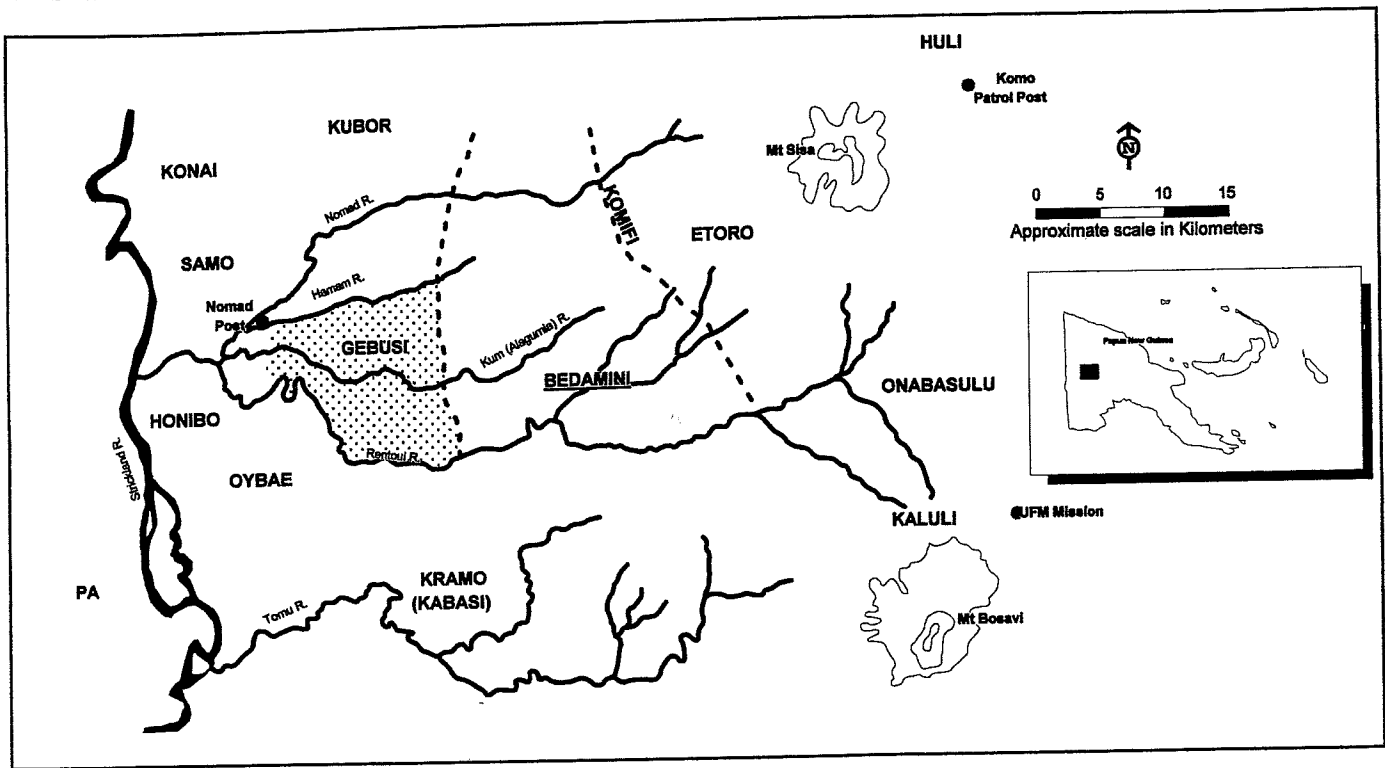 HULI
Komo
Patrol Post
KUBOR
N
Mt Sisa
KONAI
0 5 10 15
Approximate scale in Kilometers
Nomad R.
KOMIFI
ETORO
SAMO
Hamam R.
Nomad
Post
Papua New Guinea
GEBUSI
Kum (Alagumia) R.
BEDAMINI
ONABASULU
HONIBO
Strickland R.
Rentoul R.
OYBAE
KALULI
UFM Mission
PA
KRAMO
(KABASI)
Tomu R.
Mt Bosavi